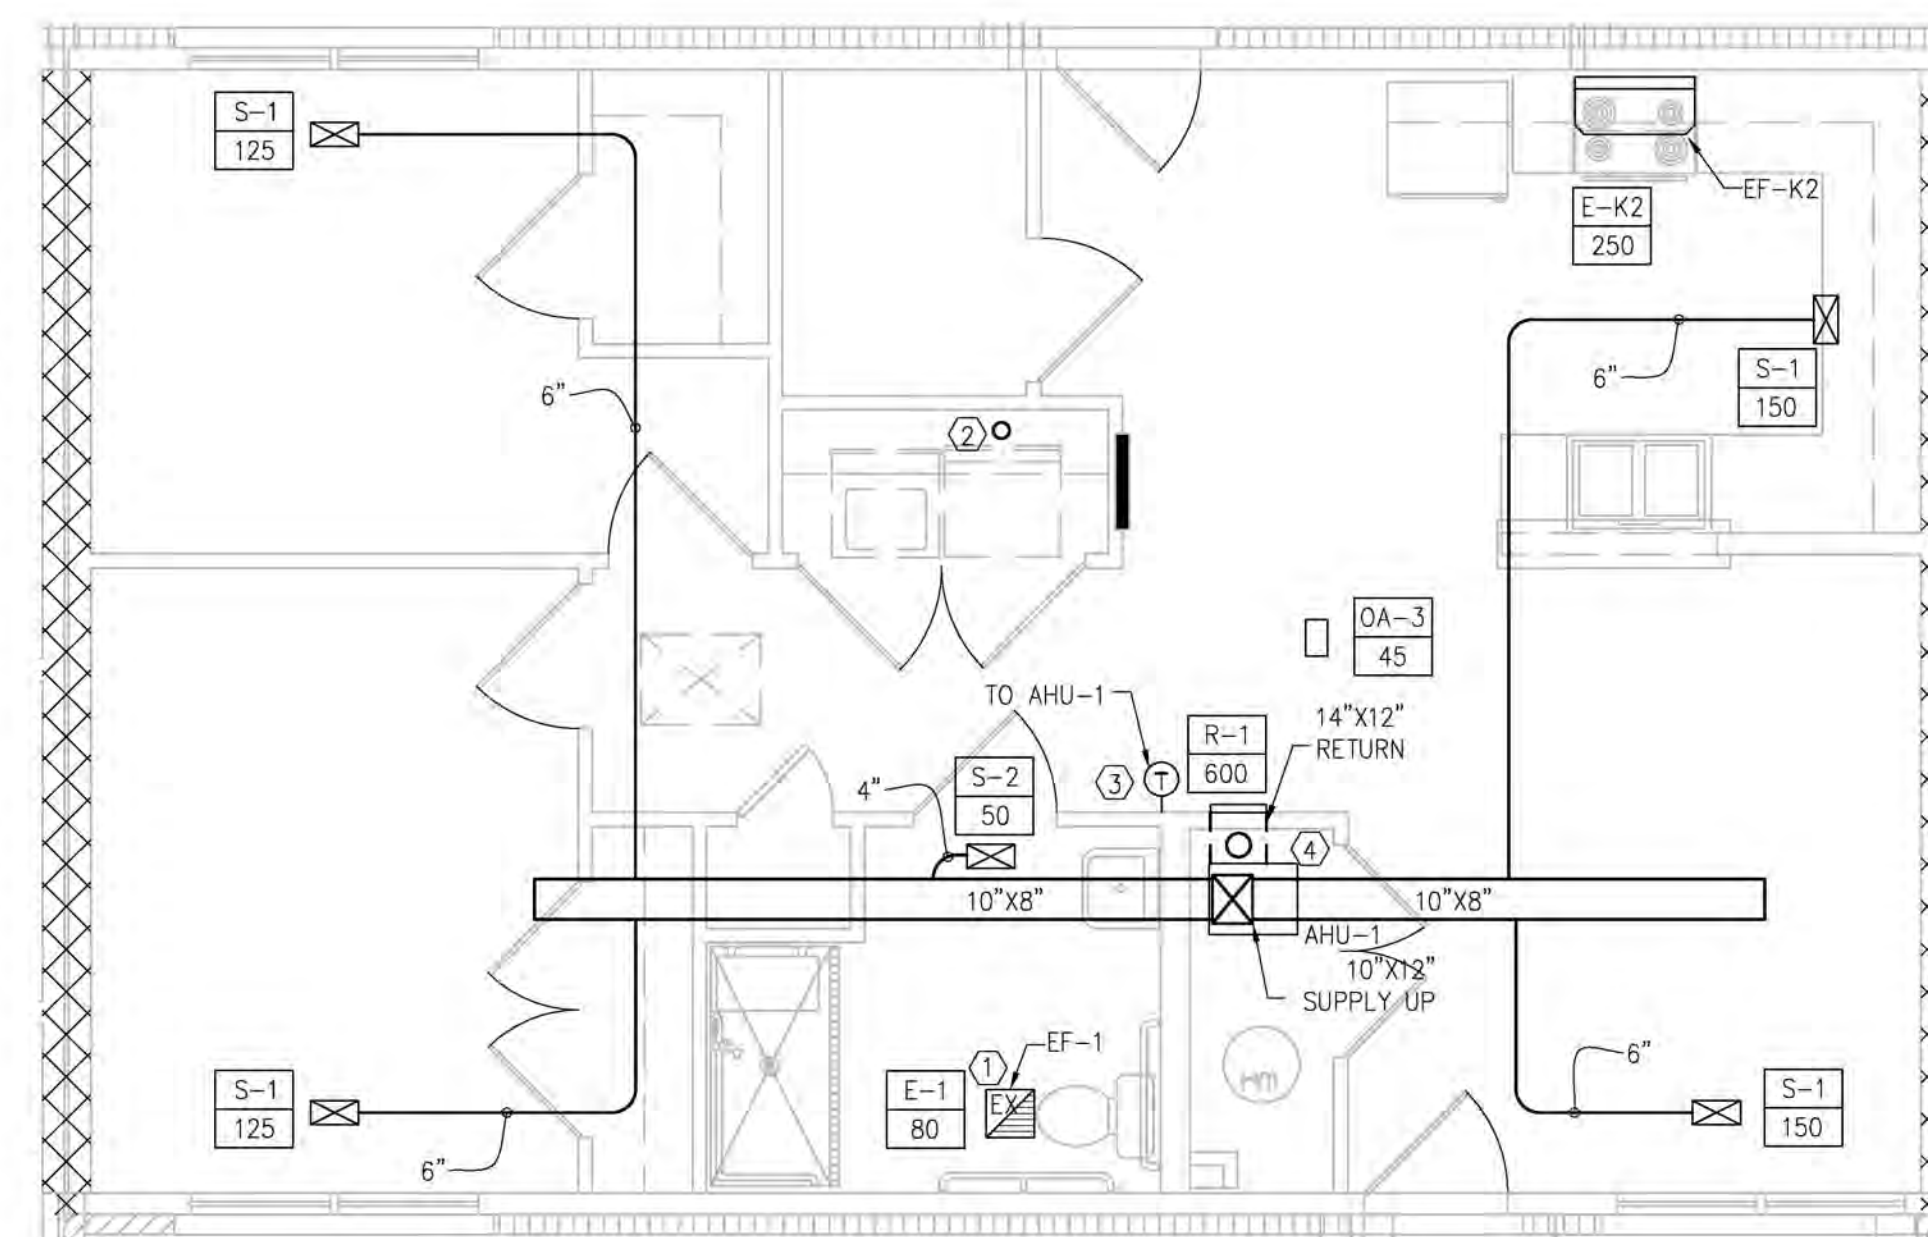 S-1
125
EF-K2
E-K2
250
6"
S-1
150
6"
2
OA-3
45
TO AHU-1
14"X12"
RETURN
R-1
600
3
T
S-2
50
4"
4
10"X8"
10"X8"
AHU-1
10"X12"
SUPPLY UP
EF-1
1
EX
E-1
80
WH
6"
S-1
150
S-1
125
6"